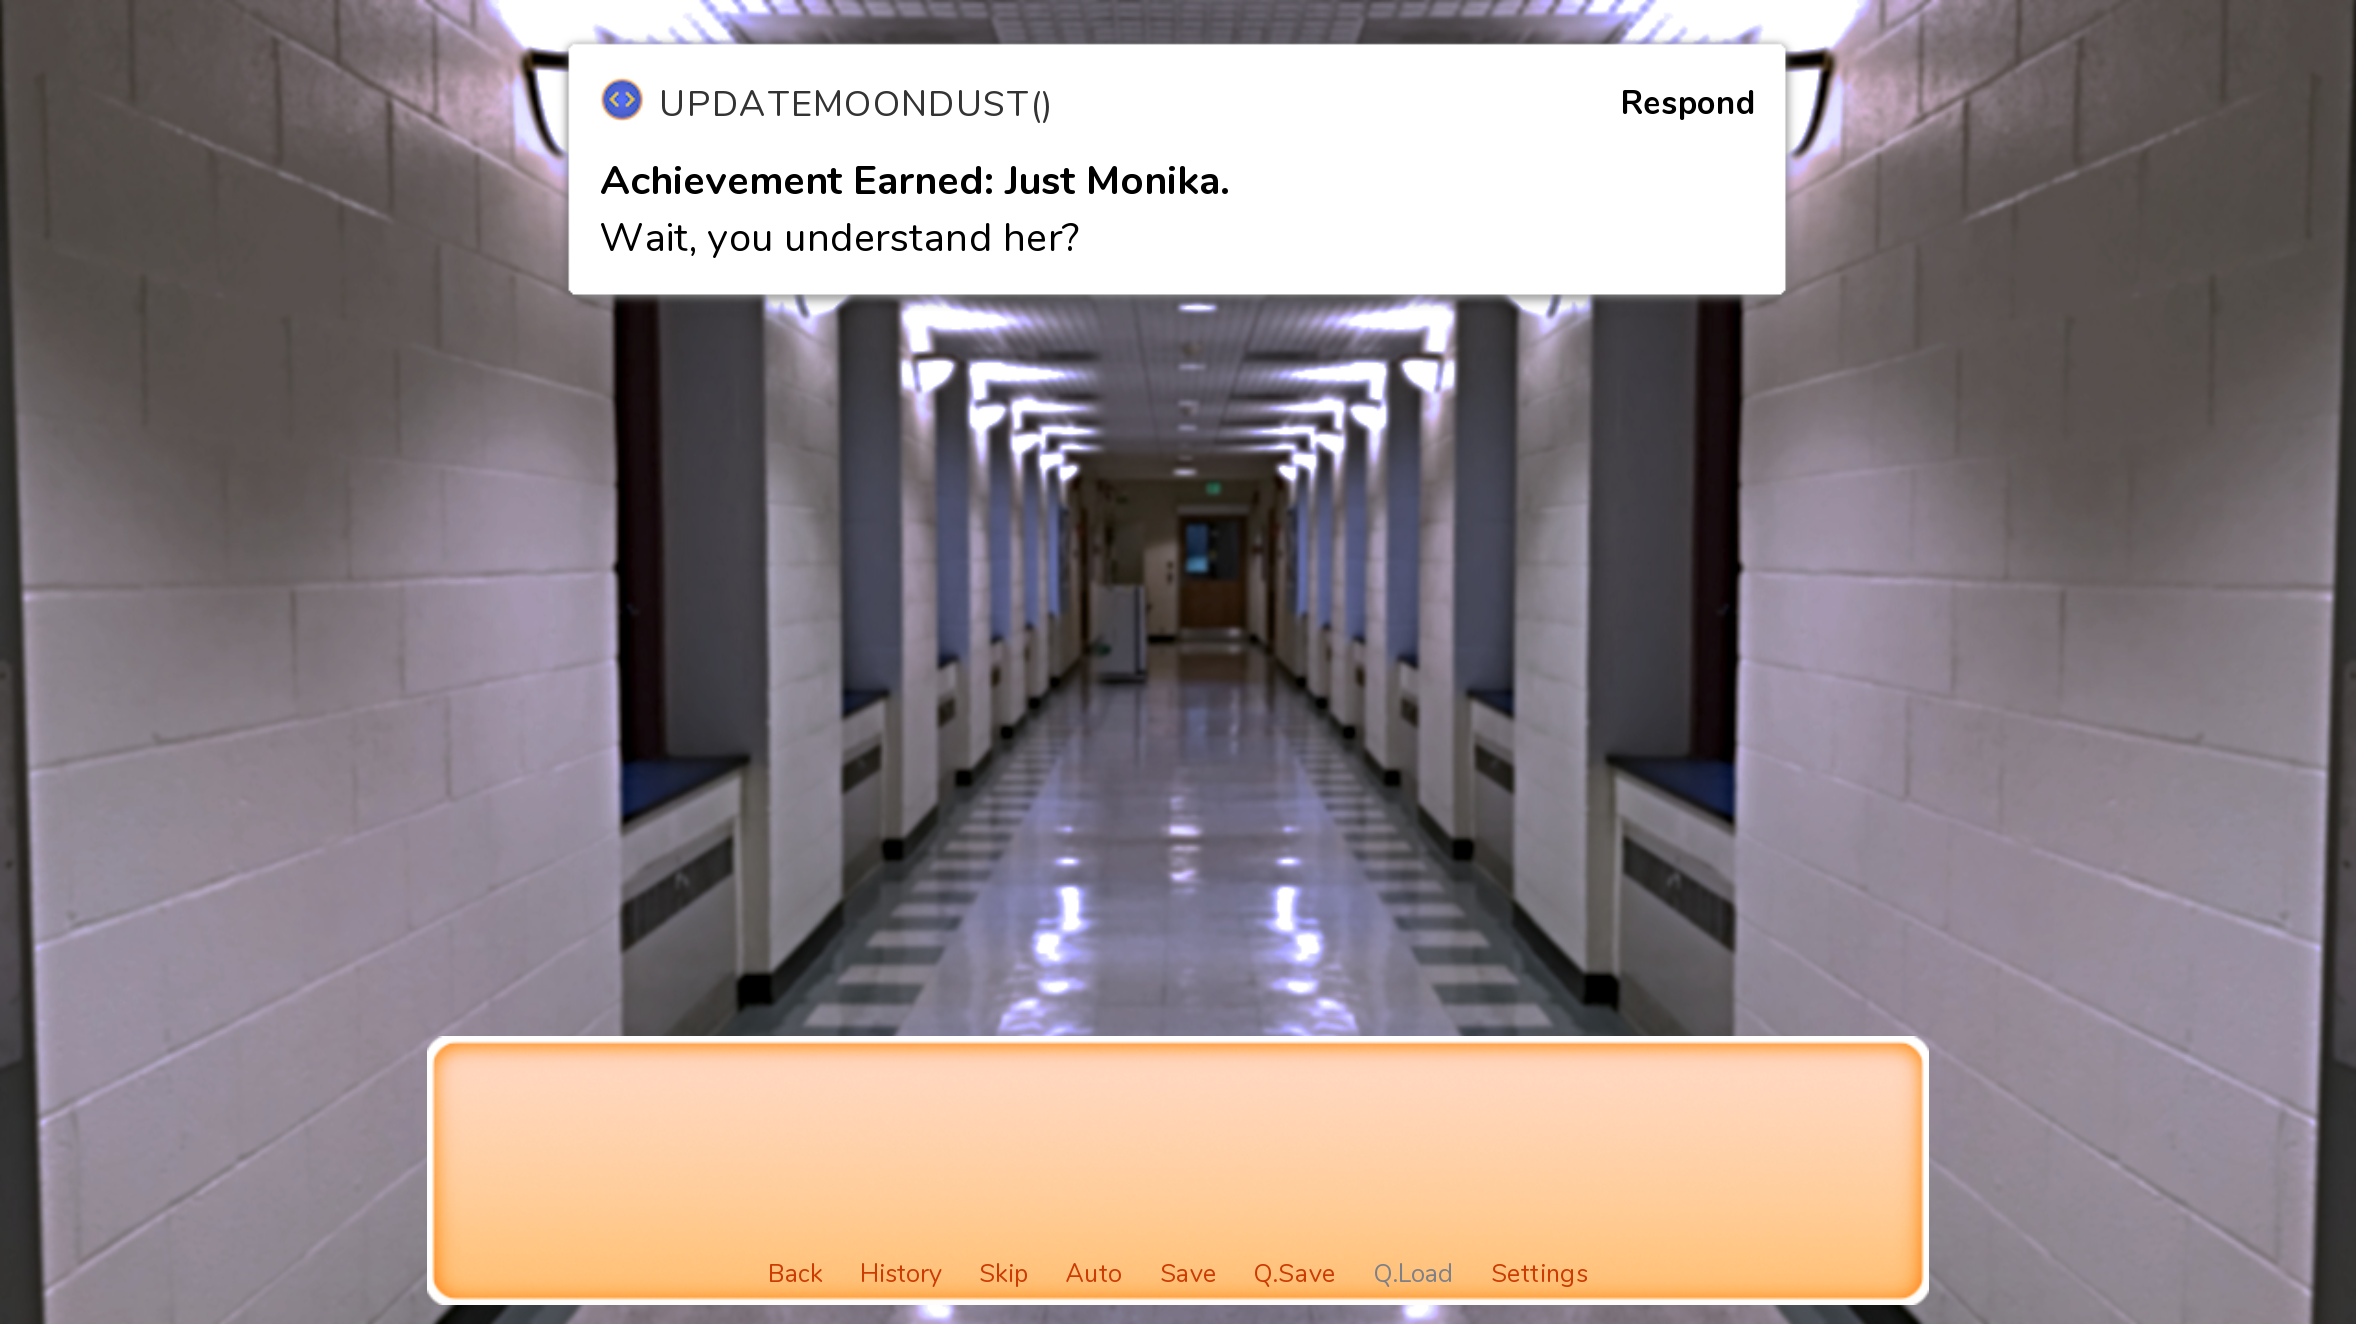 UPDATEMOONDUST()
Respond
Achievement Earned: Just Monika.
Wait, you understand her?
Back History Skip Auto Save Q.Save Q.Load Settings